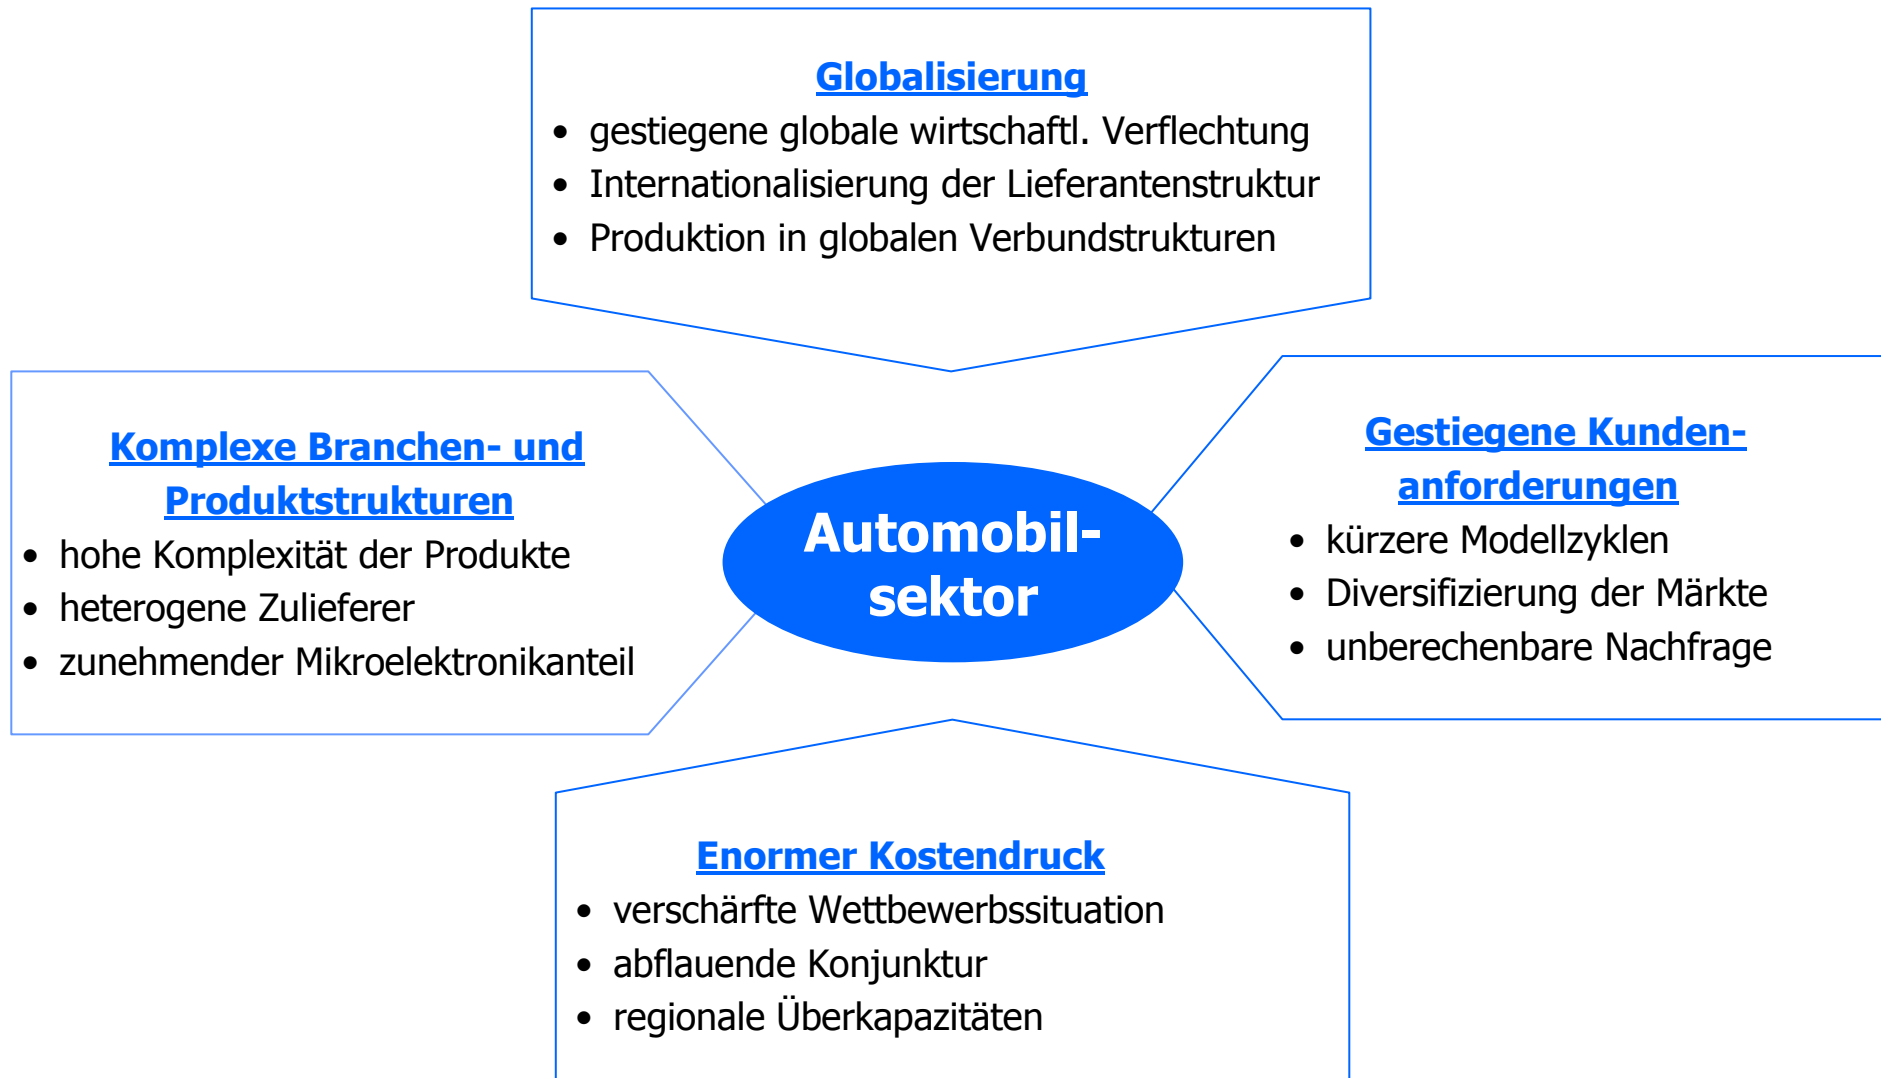 Globalisierung
• gestiegene globale wirtschaftl. Verflechtung
• Internationalisierung der Lieferantenstruktur
• Produktion in globalen Verbundstrukturen
Komplexe Branchen- und
Produktstrukturen
• hohe Komplexität der Produkte
• heterogene Zulieferer
• zunehmender Mikroelektronikanteil
Automobil-
sektor
Gestiegene Kunden-
anforderungen
• kürzere Modellzyklen
• Diversifizierung der Märkte
• unberechenbare Nachfrage
Enormer Kostendruck
• verschärfte Wettbewerbssituation
• abflauende Konjunktur
• regionale Überkapazitäten